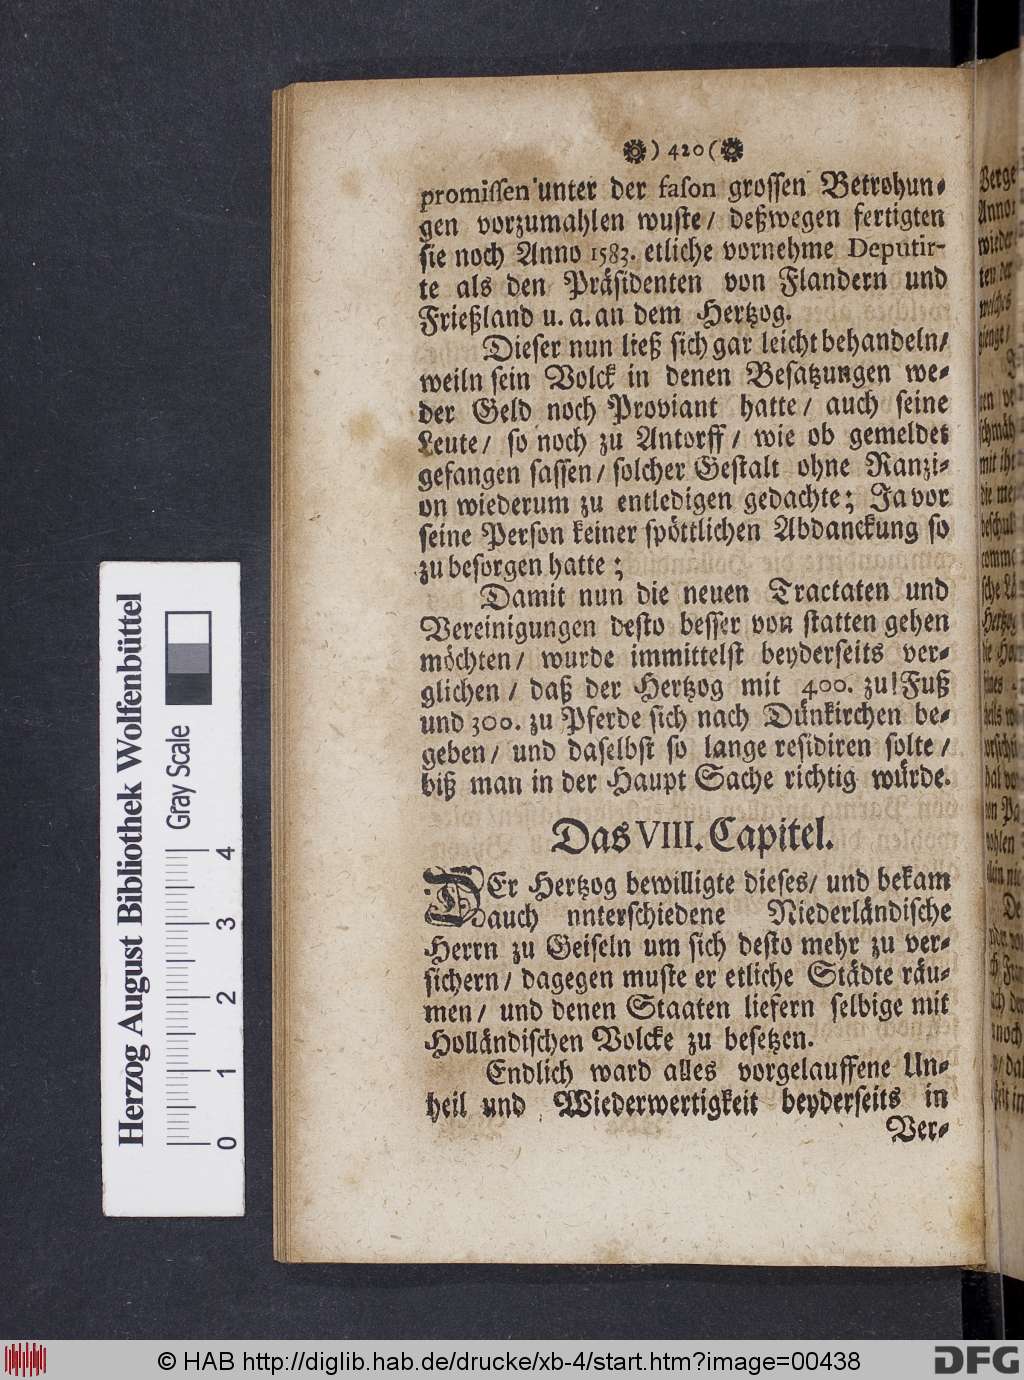 ) 420 (
promissen unter der fason grossen Betrohun-
gen vorzumahlen wuste/ deßwegen fertigten
sie noch Anno 1583. etliche vornehme Deputir-
te als den Präsidenten von Flandern und
Frießland u. a. an dem Hertzog.
Dieser nun ließ sich gar leicht behandeln/
weiln sein Volck in denen Besatzungen we-
der Geld noch Proviant hatte/ auch seine
Leute/ so noch zu Antorff/ wie ob gemeldet
gefangen sassen/ solcher Gestalt ohne Ranzi-
on wiederum zu entledigen gedachte; Ja vor
seine Person keiner spöttlichen Abdanckung so
zu besorgen hatte;
Damit nun die neuen Tractaten und
Vereinigungen desto besser von statten gehen
möchten/ wurde immittelst beyderseits ver-
glichen/ daß der Hertzog mit 400. zu Fuß
und 300. zu Pferde sich nach Dünkirchen be-
geben/ und daselbst so lange residiren solte/
biß man in der Haupt Sache richtig würde.
Das VIII. Capitel.
DEr Hertzog bewilligte dieses/ und bekam
auch nnterschiedene Niederländische
Herrn zu Geiseln um sich desto mehr zu ver-
sichern/ dagegen muste er etliche Städte räu-
men/ und denen Staaten liefern selbige mit
Holländischen Volcke zu besetzen.
Endlich ward alles vorgelauffene Un-
heil und Wiederwertigkeit beyderseits in
Ver-
Herzog August Bibliothek Wolfenbüttel
Gray Scale
0 1 2 3 4
© HAB http://diglib.hab.de/drucke/xb-4/start.htm?image=00438
DFG